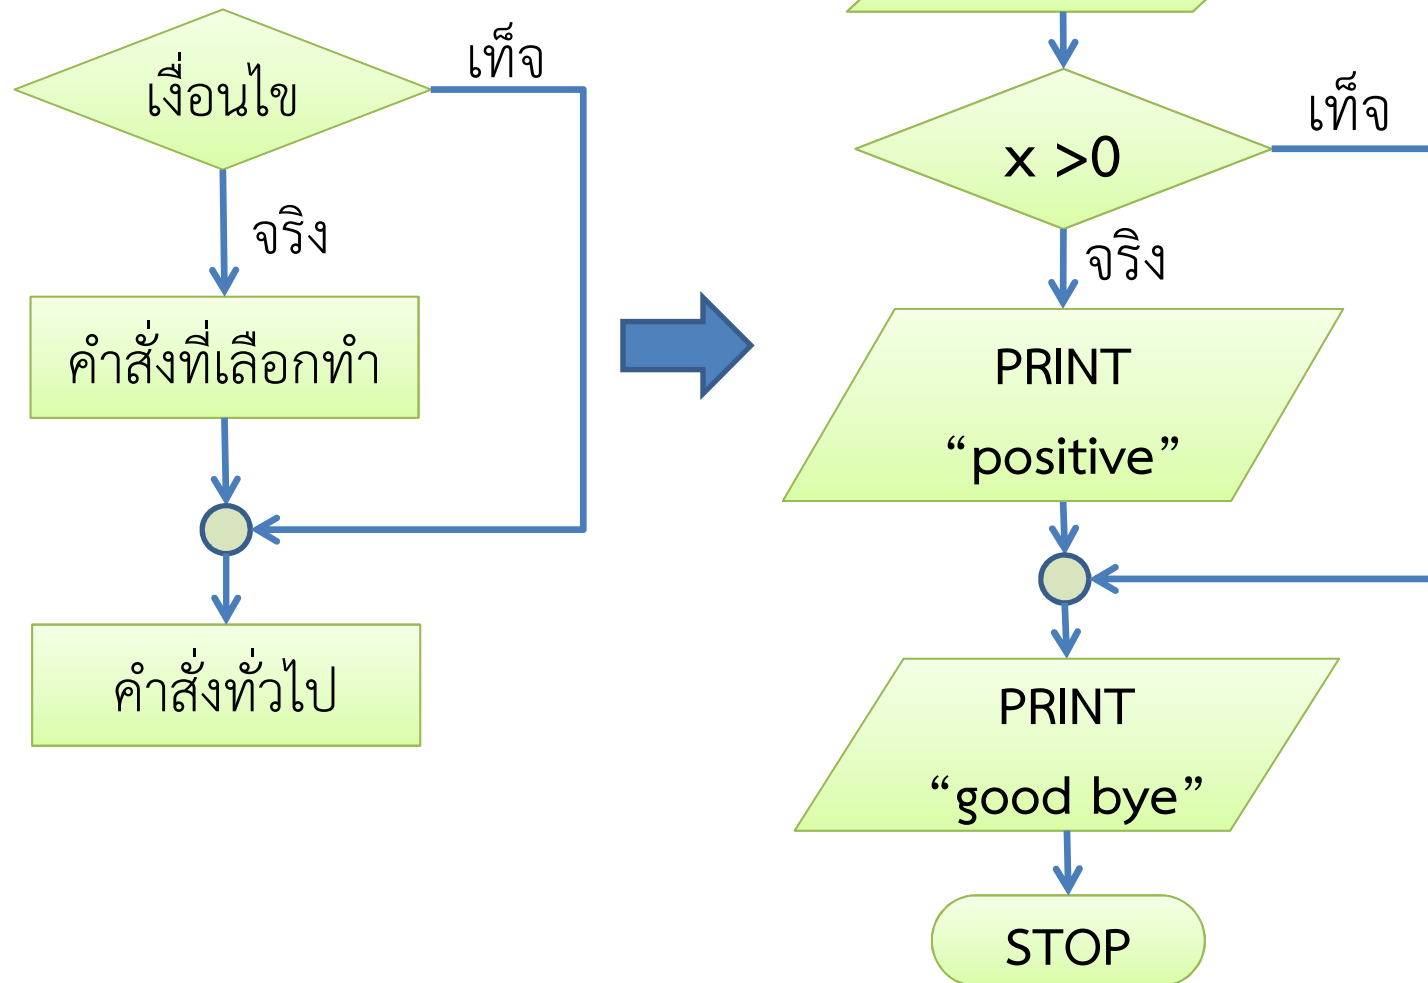 เงื่อนไข
เท็จ
จริง
คำสั่งที่เลือกทำ
คำสั่งทั่วไป
x >0
เท็จ
จริง
PRINT
“positive”
PRINT
“good bye”
STOP